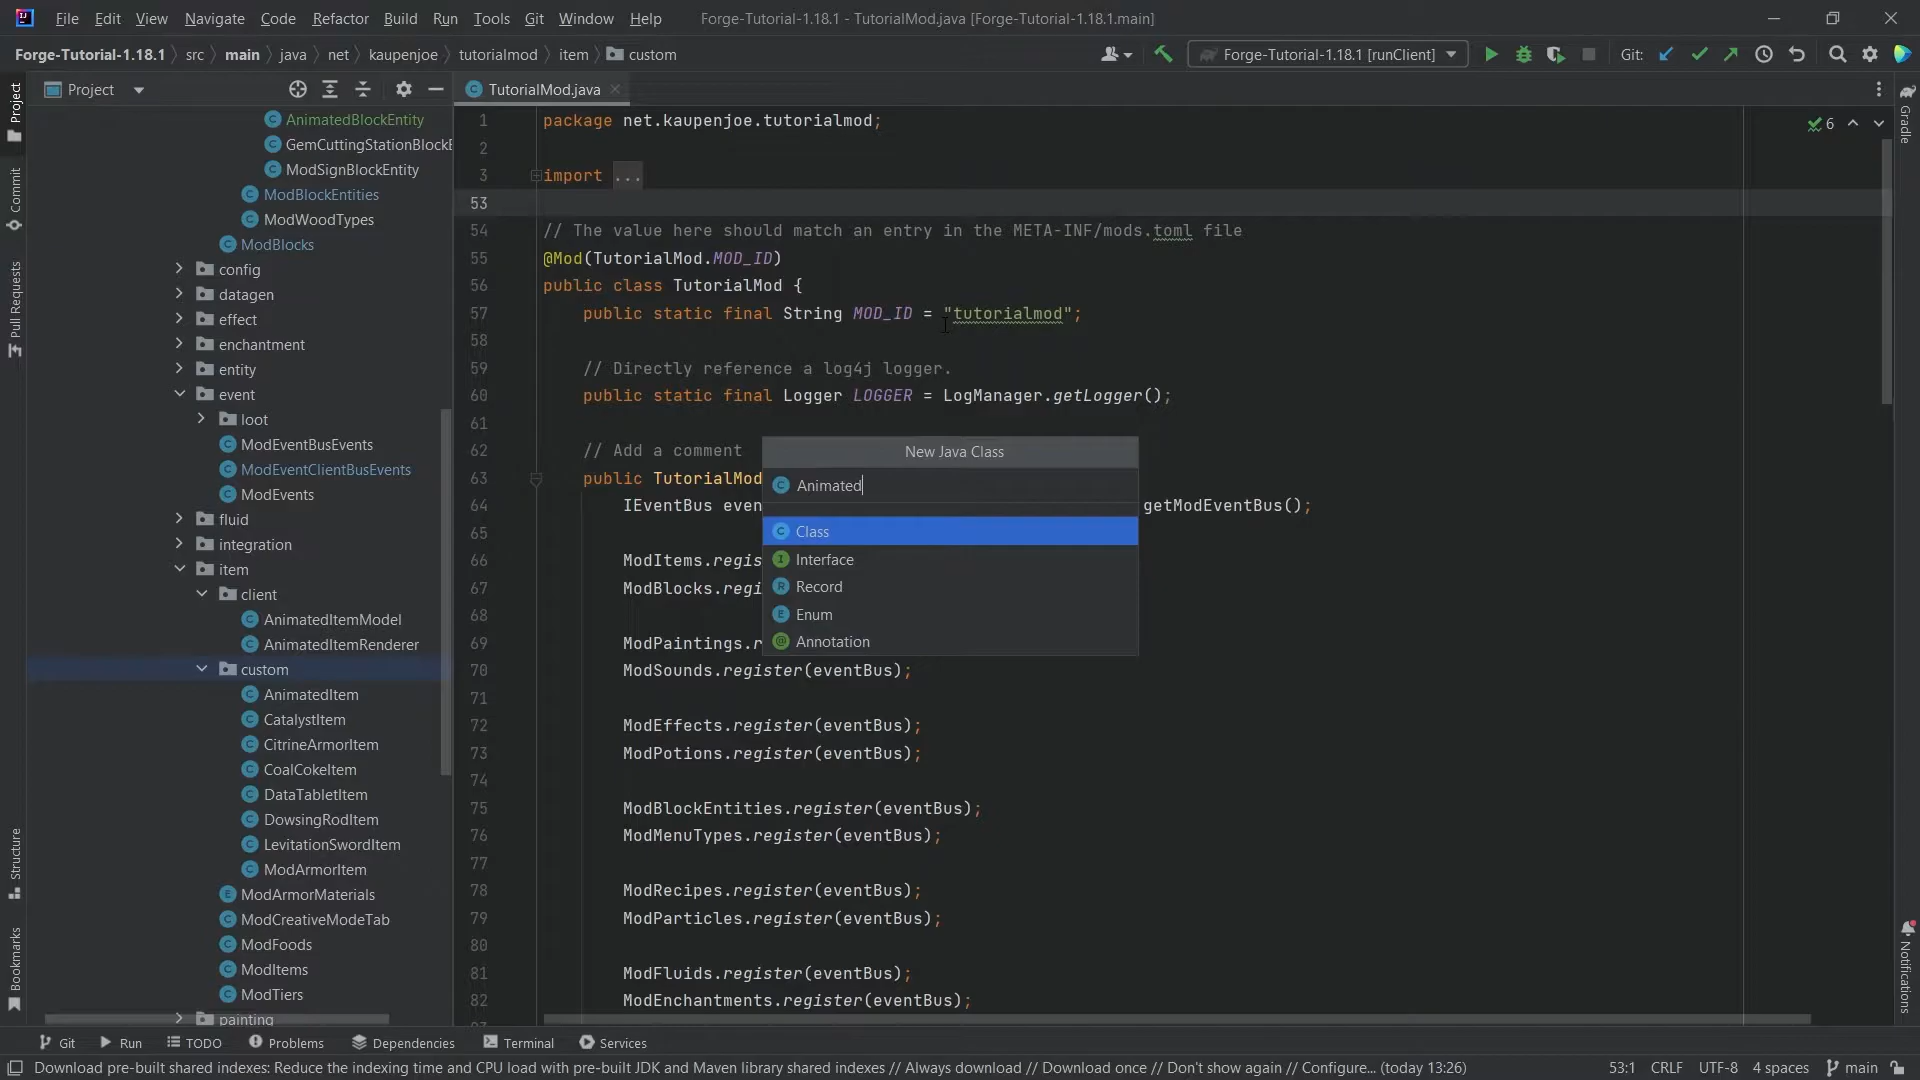 File Edit View Navigate Code Refactor Build Run Tools Git Window Help Forge-Tutorial-1.18.1 - TutorialMod.java [Forge-Tutorial-1.18.1.main]
Forge-Tutorial-1.18.1 src main java net kaupenjoe tutorialmod item custom
Forge-Tutorial-1.18.1 [runClient]
Git:
Project
Commit
Pull Requests
Structure
Bookmarks
Project
AnimatedBlockEntity
GemCuttingStationBlockE
ModSignBlockEntity
ModBlockEntities
ModWoodTypes
ModBlocks
config
datagen
effect
enchantment
entity
event
loot
ModEventBusEvents
ModEventClientBusEvents
ModEvents
fluid
integration
item
client
AnimatedItemModel
AnimatedItemRenderer
custom
AnimatedItem
CatalystItem
CitrineArmorItem
CoalCokeItem
DataTabletItem
DowsingRodItem
LevitationSwordItem
ModArmorItem
ModArmorMaterials
ModCreativeModeTab
ModFoods
ModItems
ModTiers
painting
TutorialMod.java
6
1 package net.kaupenjoe.tutorialmod;
2
3 import ...
53
54 // The value here should match an entry in the META-INF/mods.toml file
55 @Mod(TutorialMod.MOD_ID)
56 public class TutorialMod {
57 public static final String MOD_ID = "tutorialmod";
58
59 // Directly reference a log4j logger.
60 public static final Logger LOGGER = LogManager.getLogger();
61
62 // Add a comment
63 public TutorialMod
64 IEventBus even getModEventBus();
65
66 ModItems.regis
67 ModBlocks.regi
68
69 ModPaintings.r
70 ModSounds.register(eventBus);
71
72 ModEffects.register(eventBus);
73 ModPotions.register(eventBus);
74
75 ModBlockEntities.register(eventBus);
76 ModMenuTypes.register(eventBus);
77
78 ModRecipes.register(eventBus);
79 ModParticles.register(eventBus);
80
81 ModFluids.register(eventBus);
82 ModEnchantments.register(eventBus);
New Java Class
Animated
Class
Interface
Record
Enum
Annotation
Gradle
Notifications
Git Run TODO Problems Dependencies Terminal Services
Download pre-built shared indexes: Reduce the indexing time and CPU load with pre-built JDK and Maven library shared indexes // Always download // Download once // Don't show again // Configure... (today 13:26) 53:1 CRLF UTF-8 4 spaces main